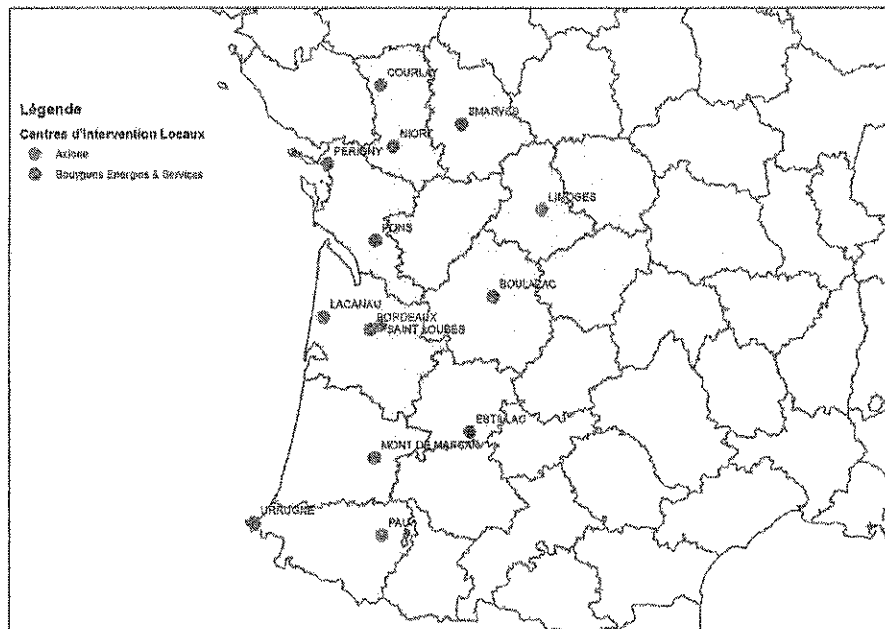 COURLAY
SMARVES
Légende
Centres d'Intervention Locaux
NIORT
Axione
PERIGNY
Bouygues Energies & Services
LIMOGES
PONS
BOULAZAC
LACANAU
BORDEAUX
SAINT LOUBES
ESTILLAC
MONT DE MARSAN
URRUGNE
PAU